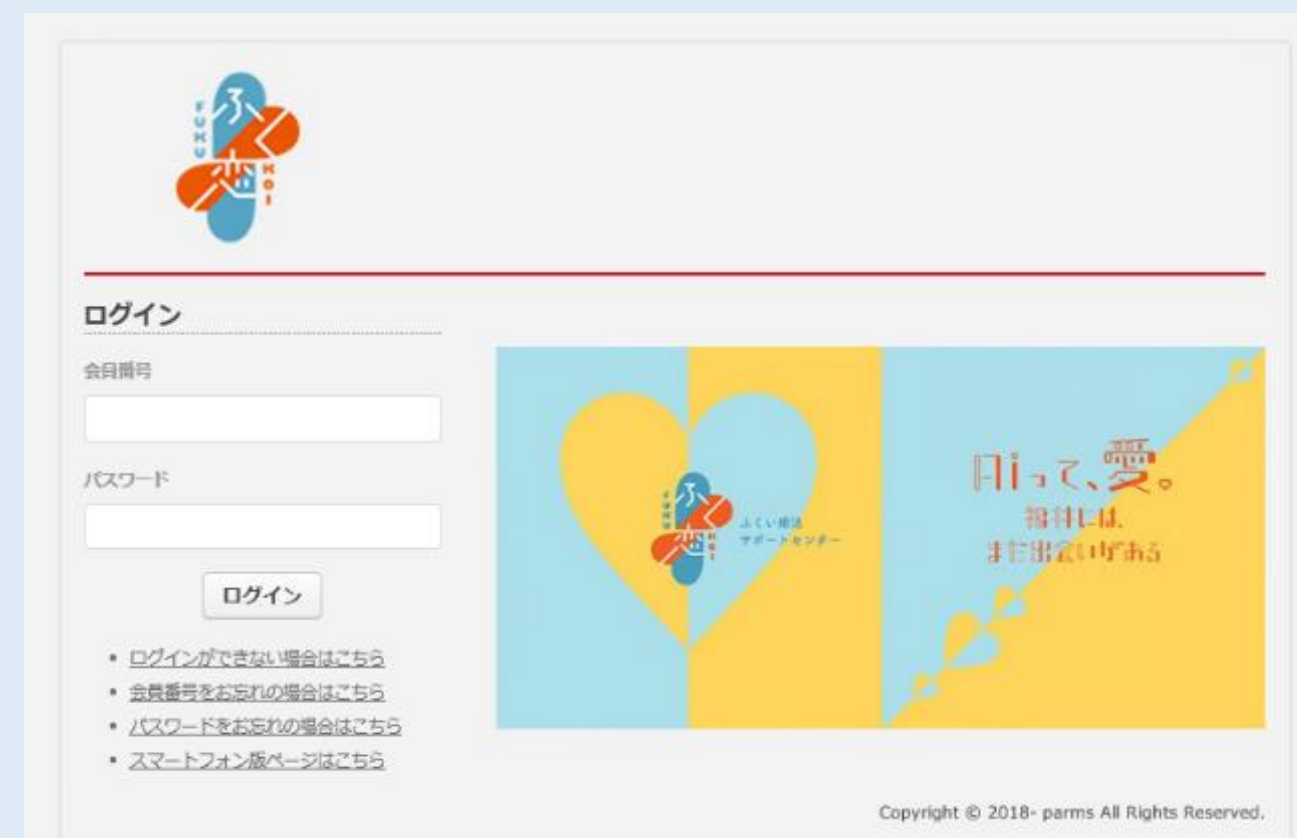 FUKU
ふく
恋
KOI
ログイン
会員番号
パスワード
ログイン
ログインができない場合はこちら
会員番号をお忘れの場合はこちら
パスワードをお忘れの場合はこちら
スマートフォン版ページはこちら
FUKU
ふく
恋
KOI
ふくい婚活
サポートセンター
Aiって、愛。
福井には、
まだ出会いがある
Copyright © 2018- parms All Rights Reserved.